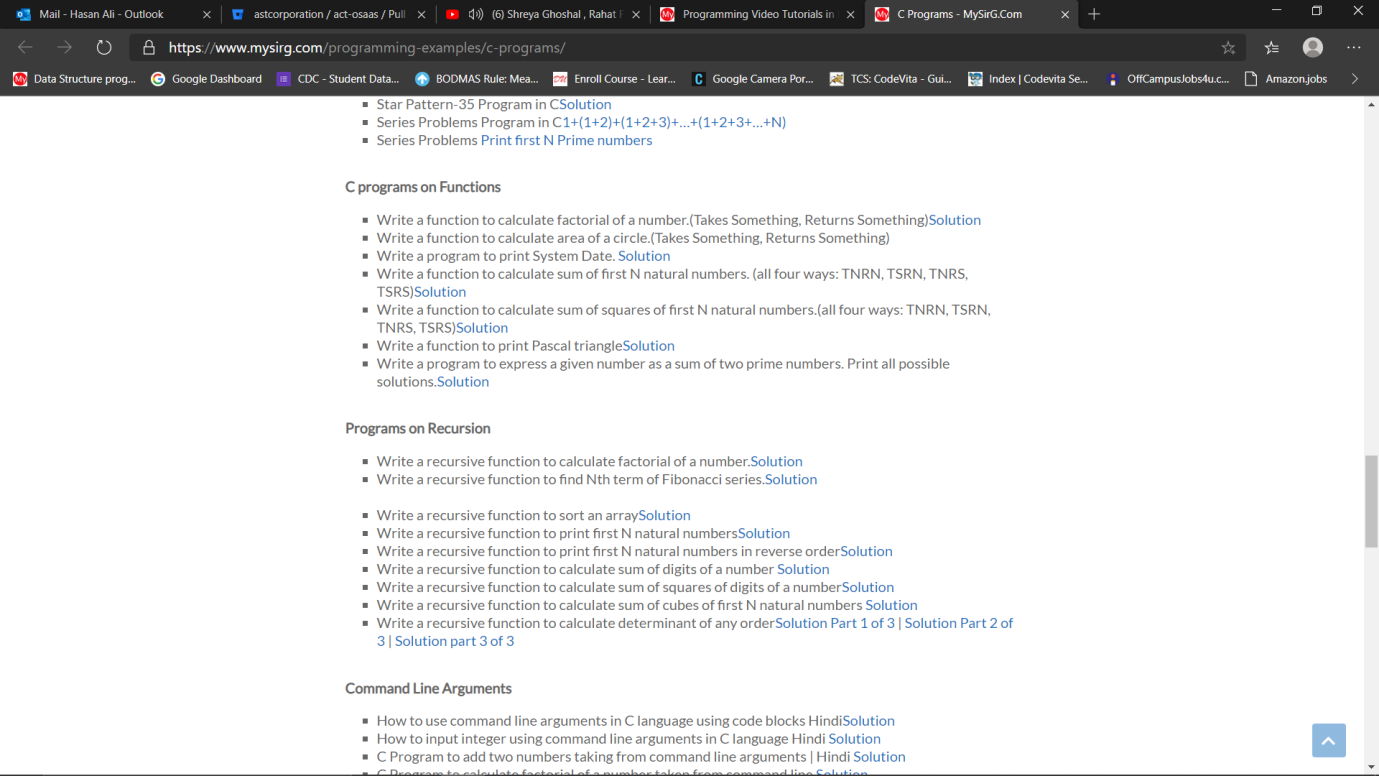 Mail - Hasan Ali - Outlook
astcorporation / act-osaas / Pull
(6) Shreya Ghoshal , Rahat F
Programming Video Tutorials in
C Programs - MySirG.Com
https://www.mysirg.com/programming-examples/c-programs/
Data Structure prog...
Google Dashboard
CDC - Student Data...
BODMAS Rule: Mea...
Enroll Course - Lear...
Google Camera Por...
TCS: CodeVita - Gui...
Index | Codevita Se...
OffCampusJobs4u.c...
Amazon.jobs
Star Pattern-35 Program in CSolution
Series Problems Program in C1+(1+2)+(1+2+3)+…+(1+2+3+…+N)
Series Problems Print first N Prime numbers
C programs on Functions
Write a function to calculate factorial of a number.(Takes Something, Returns Something)Solution
Write a function to calculate area of a circle.(Takes Something, Returns Something)
Write a program to print System Date. Solution
Write a function to calculate sum of first N natural numbers. (all four ways: TNRN, TSRN, TNRS,
TSRS)Solution
Write a function to calculate sum of squares of first N natural numbers.(all four ways: TNRN, TSRN,
TNRS, TSRS)Solution
Write a function to print Pascal triangleSolution
Write a program to express a given number as a sum of two prime numbers. Print all possible
solutions.Solution
Programs on Recursion
Write a recursive function to calculate factorial of a number.Solution
Write a recursive function to find Nth term of Fibonacci series.Solution
Write a recursive function to sort an arraySolution
Write a recursive function to print first N natural numbersSolution
Write a recursive function to print first N natural numbers in reverse orderSolution
Write a recursive function to calculate sum of digits of a number Solution
Write a recursive function to calculate sum of squares of digits of a numberSolution
Write a recursive function to calculate sum of cubes of first N natural numbers Solution
Write a recursive function to calculate determinant of any orderSolution Part 1 of 3 | Solution Part 2 of
3 | Solution part 3 of 3
Command Line Arguments
How to use command line arguments in C language using code blocks HindiSolution
How to input integer using command line arguments in C language Hindi Solution
C Program to add two numbers taking from command line arguments | Hindi Solution
C Program to calculate factorial of a number taken from command line Solution